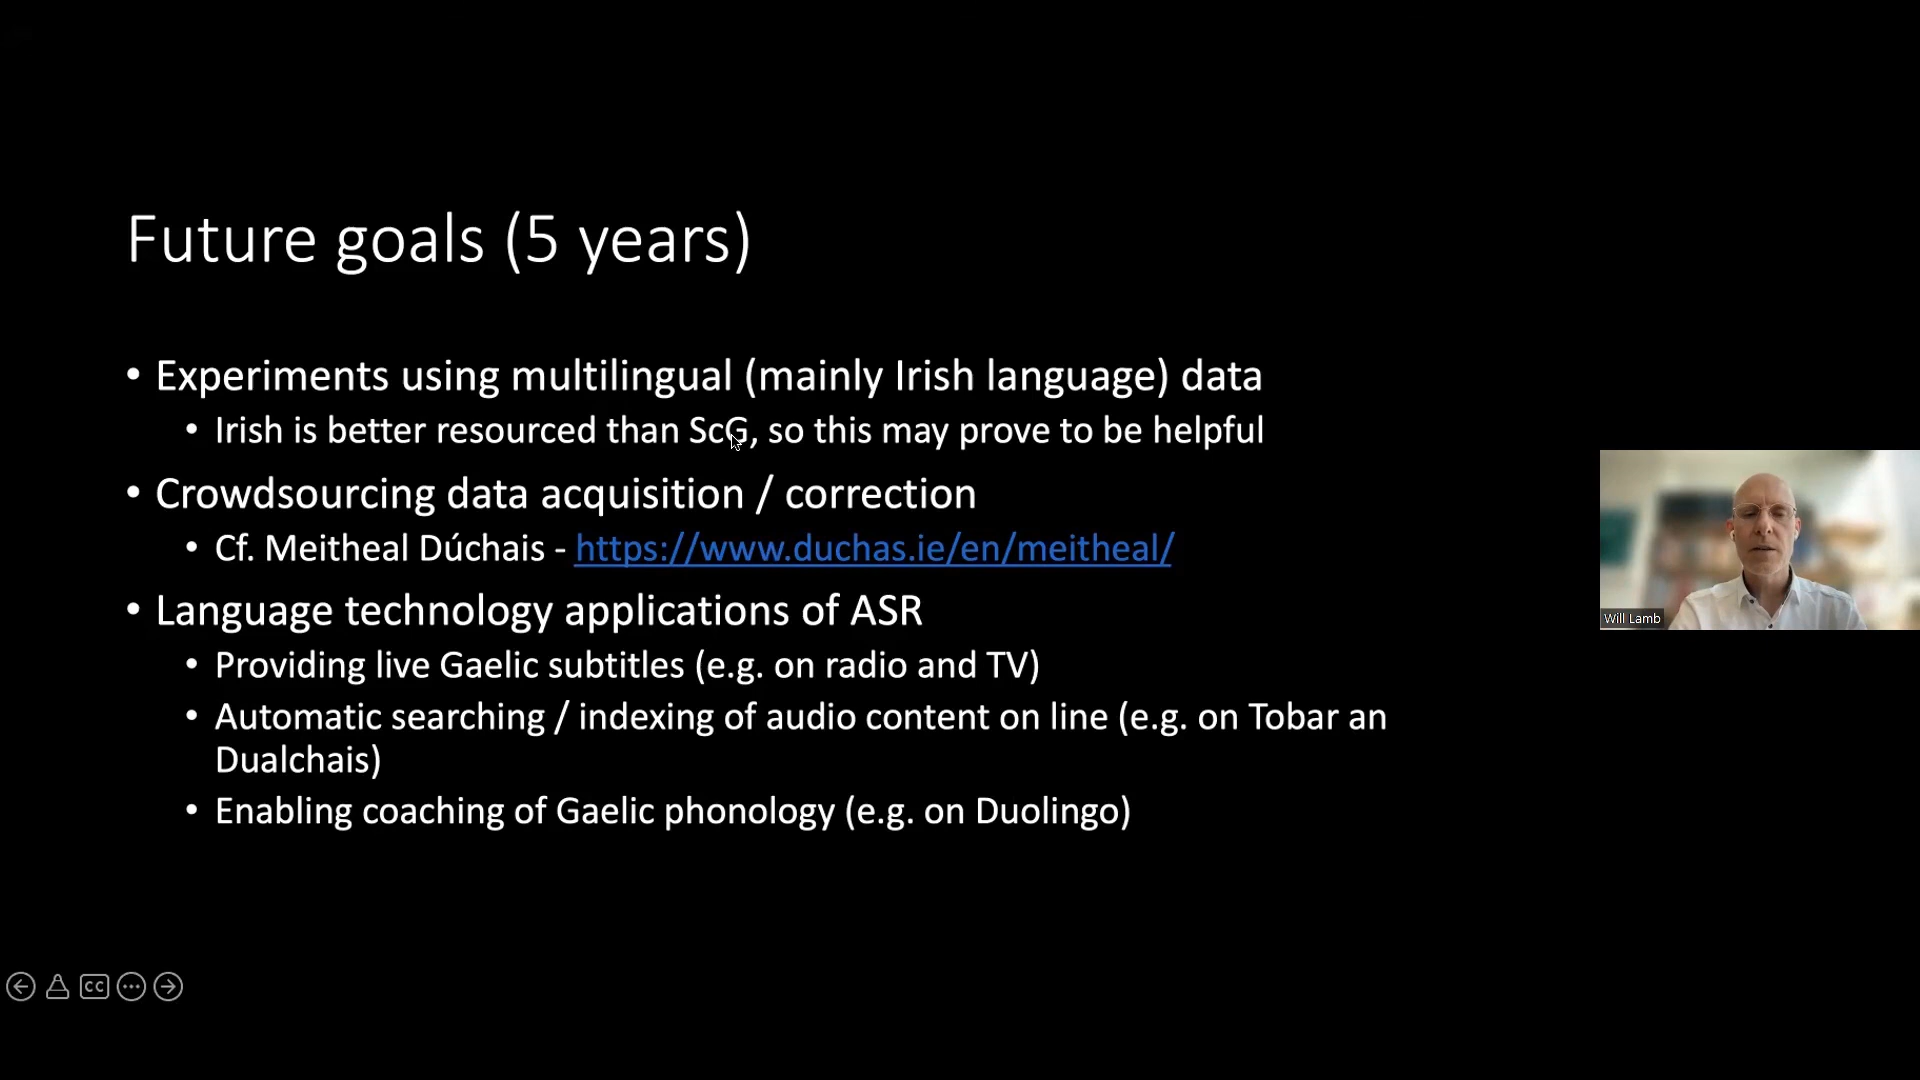 Future goals (5 years)
• Experiments using multilingual (mainly Irish language) data
• Irish is better resourced than ScG, so this may prove to be helpful
• Crowdsourcing data acquisition / correction
• Cf. Meitheal Dúchais - https://www.duchas.ie/en/meitheal/
• Language technology applications of ASR
• Providing live Gaelic subtitles (e.g. on radio and TV)
• Automatic searching / indexing of audio content on line (e.g. on Tobar an
Dualchais)
• Enabling coaching of Gaelic phonology (e.g. on Duolingo)
Will Lamb
CC